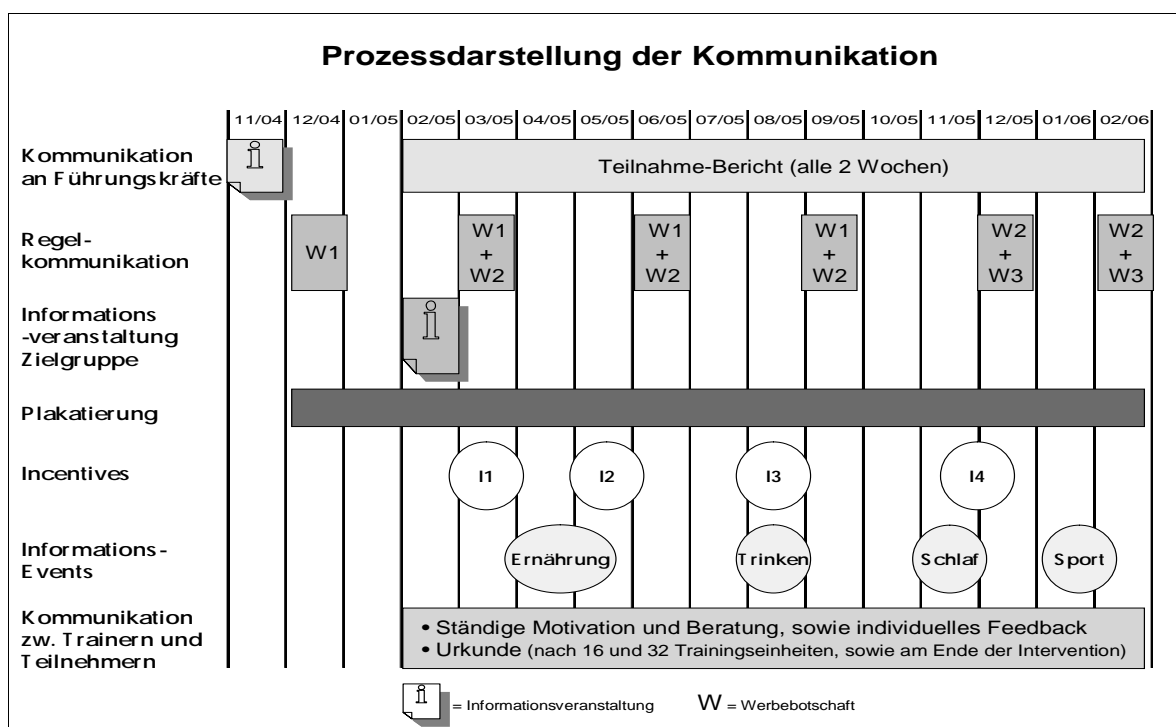 Prozessdarstellung der Kommunikation
11/04 12/04 01/05 02/05 03/05 04/05 05/05 06/05 07/05 08/05 09/05 10/05 11/05 12/05 01/06 02/06
Kommunikation
an Führungskräfte
i
Teilnahme-Bericht (alle 2 Wochen)
Regel-
kommunikation
W1
W1
+
W2
W1
+
W2
W1
+
W2
W2
+
W3
W2
+
W3
Informations
-veranstaltung
Zielgruppe
i
Plakatierung
Incentives
I1
I2
I3
I4
Informations-
Events
Ernährung
Trinken
Schlaf
Sport
Kommunikation
zw. Trainern und
Teilnehmern
• Ständige Motivation und Beratung, sowie individuelles Feedback
• Urkunde (nach 16 und 32 Trainingseinheiten, sowie am Ende der Intervention)
i = Informationsveranstaltung W = Werbebotschaft